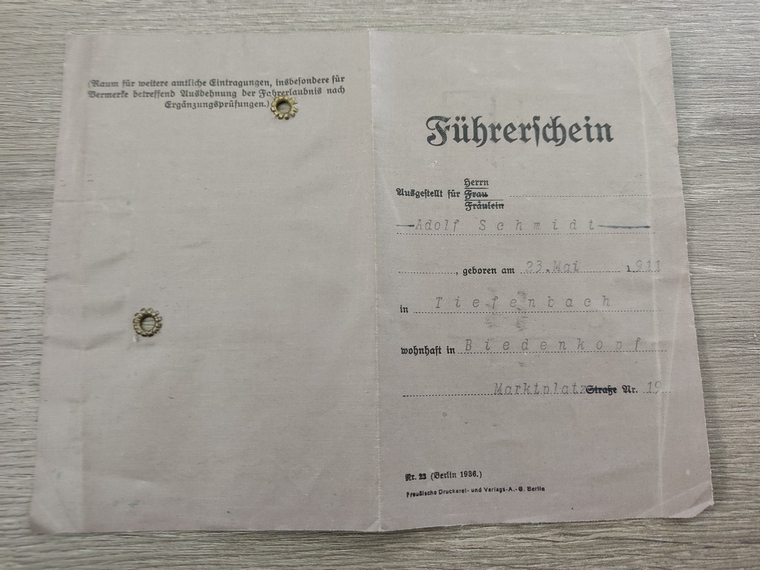 (Raum für weitere amtliche Eintragungen, insbesondere für
Vermerke betreffend Ausdehnung der Fahrerlaubnis nach
Ergänzungsprüfungen.)
Führerschein
Herrn
Ausgestellt für Frau
Fräulein
Adolf Schmidt
, geboren am 23. Mai 1911
in Tiefenbach
wohnhaft in Biedenkopf
Marktplatz Straße Nr. 19
Nr. 22 (Berlin 1936.)
Preußische Druckerei- und Verlags-A.-G. Berlin